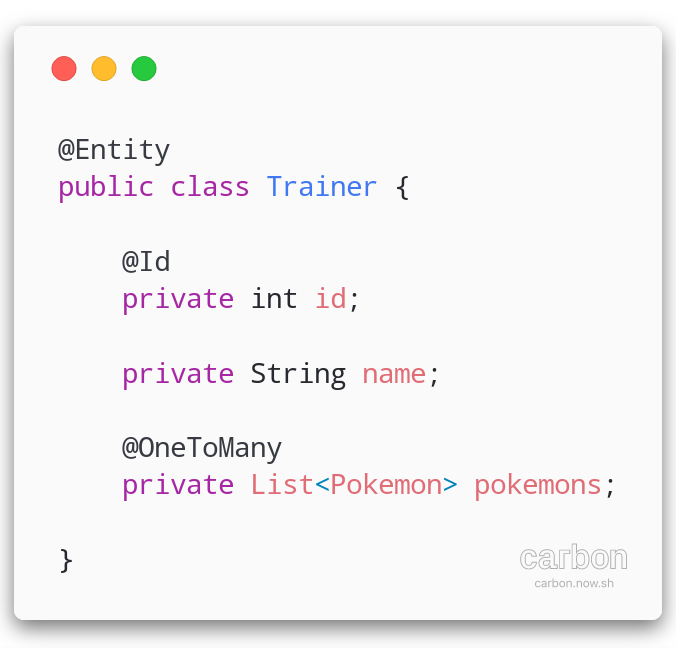 @Entity
public class Trainer {
@Id
private int id;
private String name;
@OneToMany
private List<Pokemon> pokemons;
}
carbon
carbon.now.sh